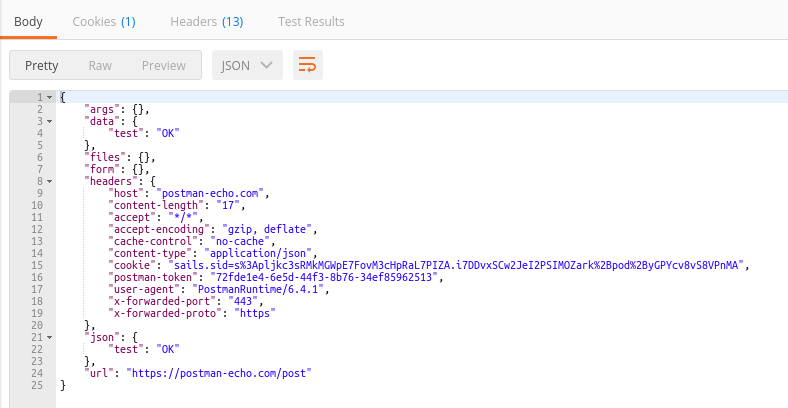 Body Cookies (1) Headers (13) Test Results
Pretty Raw Preview JSON
1 {
2 "args": {},
3 "data": {
4 "test": "OK"
5 },
6 "files": {},
7 "form": {},
8 "headers": {
9 "host": "postman-echo.com",
10 "content-length": "17",
11 "accept": "*/*",
12 "accept-encoding": "gzip, deflate",
13 "cache-control": "no-cache",
14 "content-type": "application/json",
15 "cookie": "sails.sid=s%3Apljkc3sRMkMGWpE7FovM3cHpRaL7PIZA.i7DDvxSCw2JeI2PSIMOZark%2Bpod%2ByGPYcv8vS8VPnMA",
16 "postman-token": "72fde1e4-6e5d-44f3-8b76-34ef85962513",
17 "user-agent": "PostmanRuntime/6.4.1",
18 "x-forwarded-port": "443",
19 "x-forwarded-proto": "https"
20 },
21 "json": {
22 "test": "OK"
23 },
24 "url": "https://postman-echo.com/post"
25 }